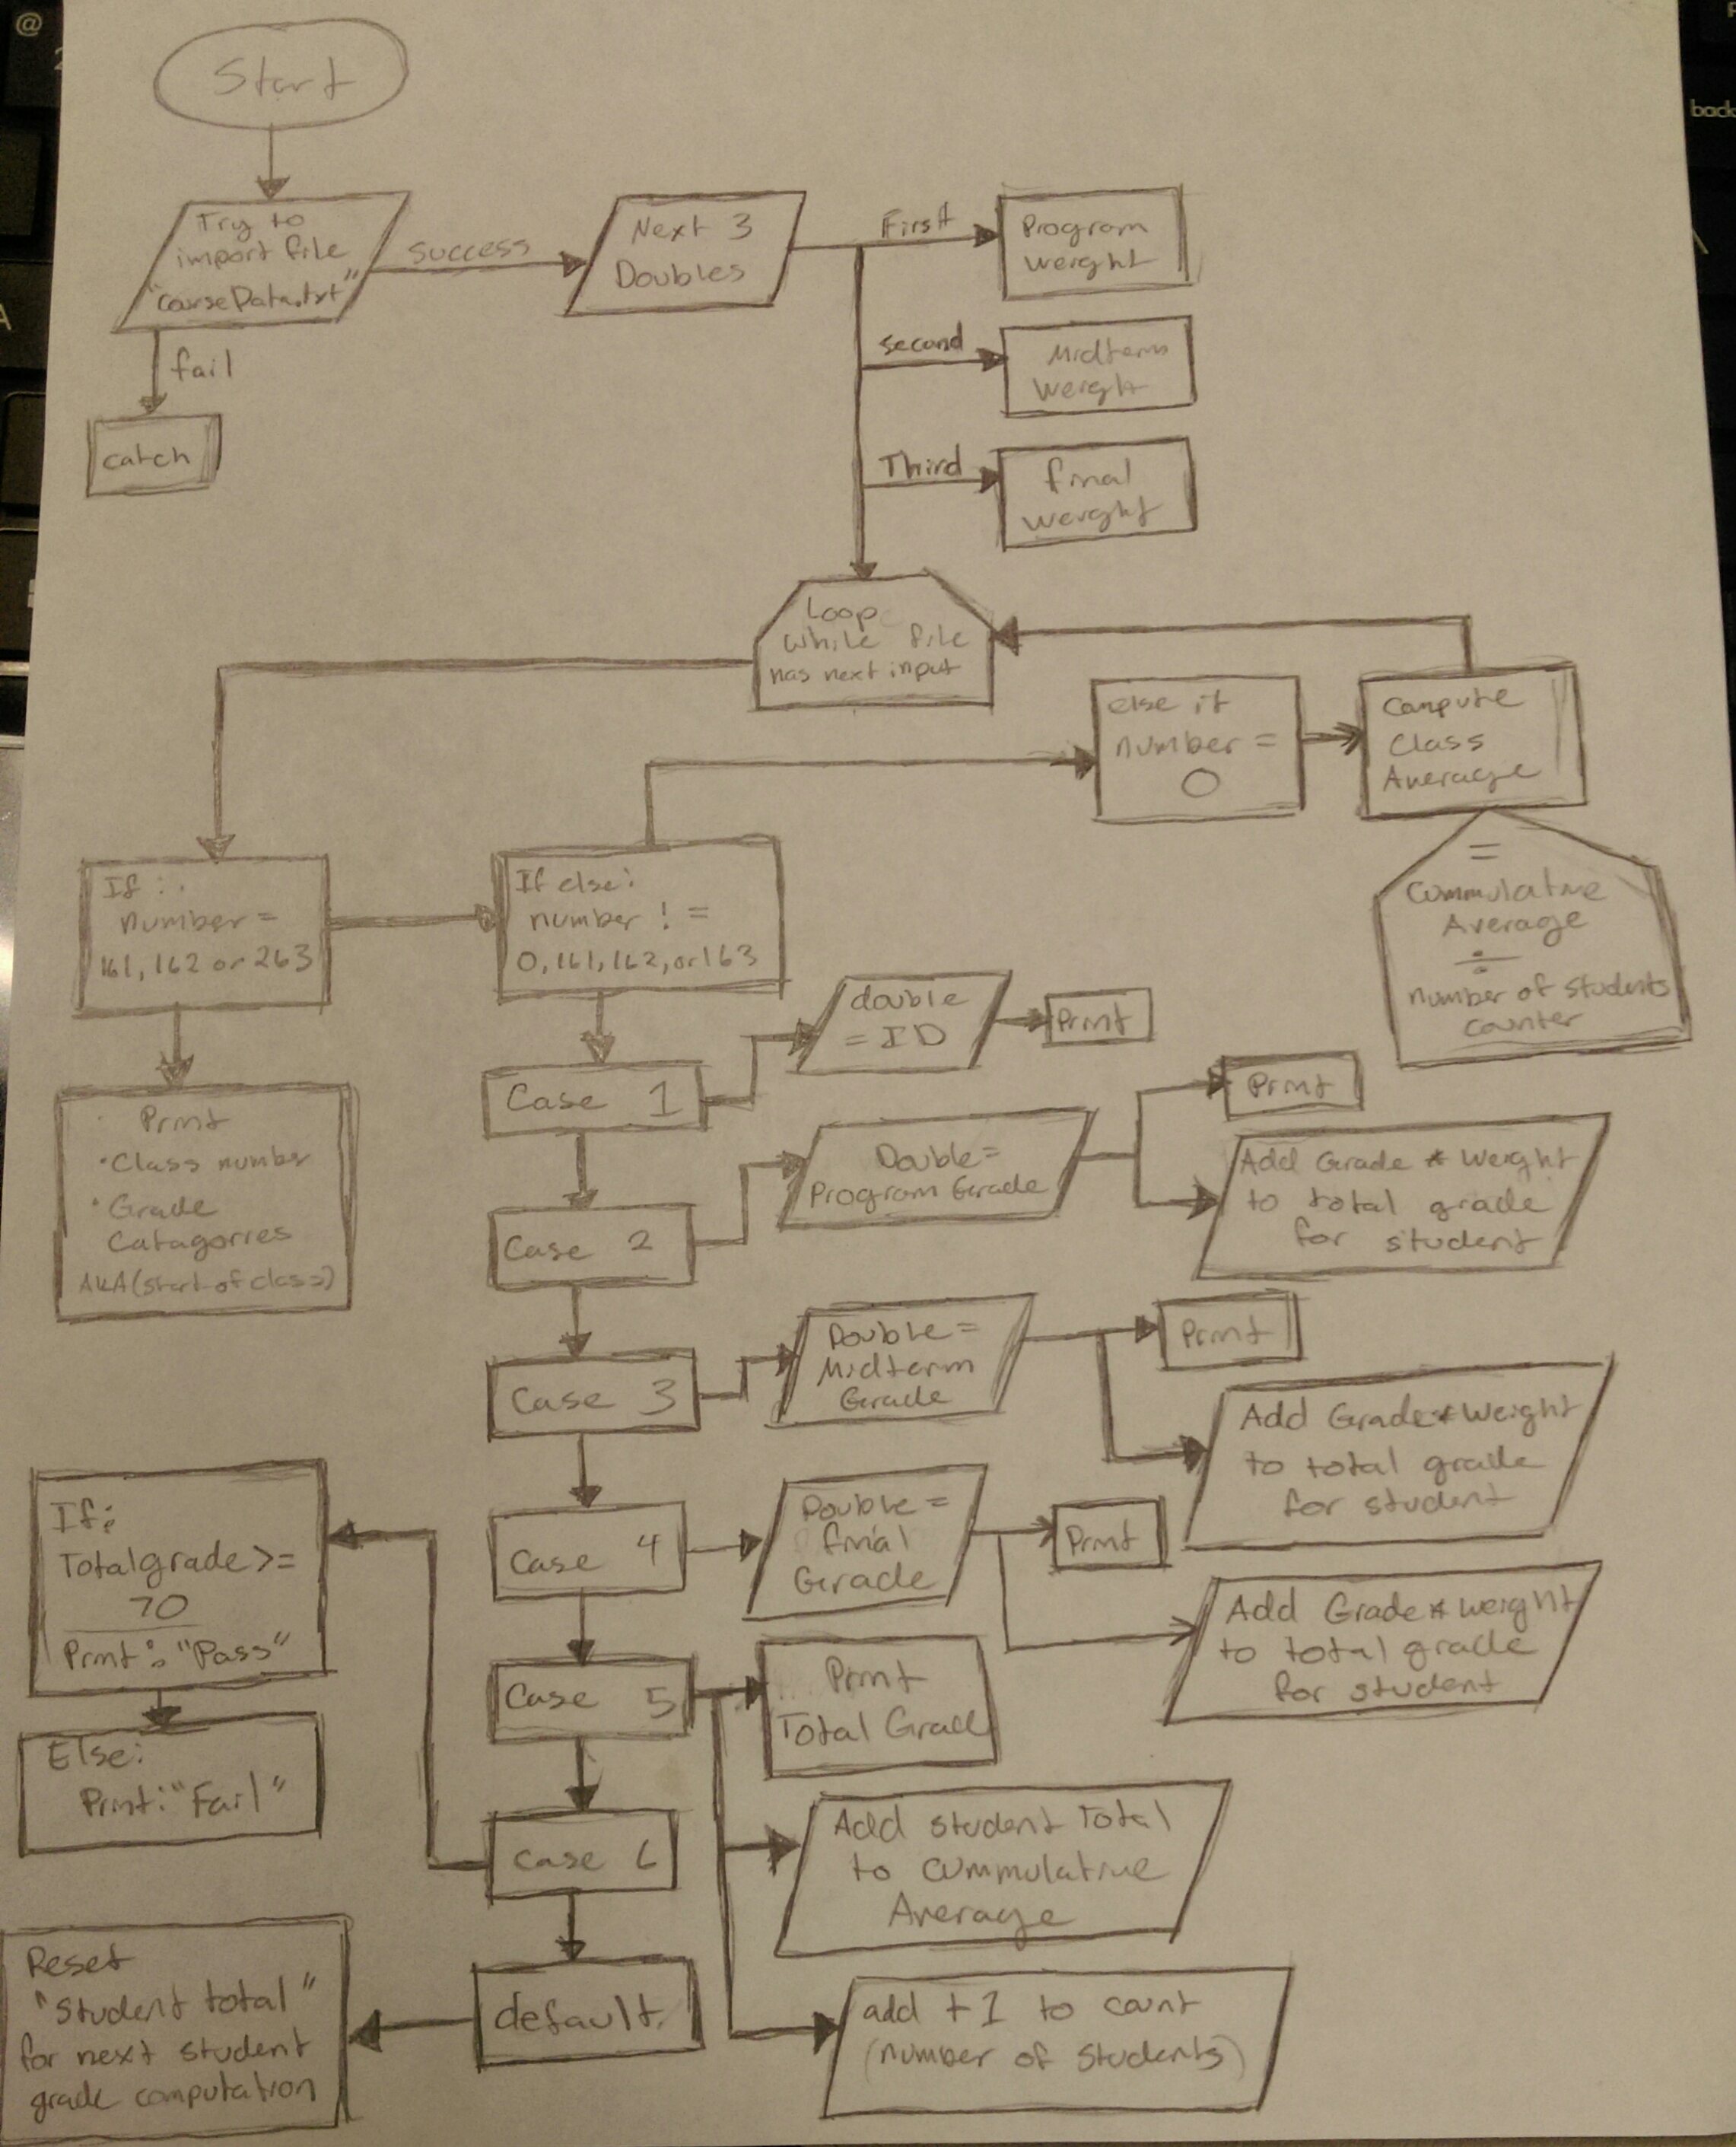 Start
Try to
import file
"courseData.txt"
success
fail
catch
Next 3
Doubles
First
Program
weight
second
Midterm
weight
Third
final
weight
Loop
while file
has next input
else if
number =
0
Compute
Class
Average
=
Cummulative
Average
÷
number of students
counter
If:
number =
161, 162 or 263
If else:
number ! =
0, 161, 162, or 163
Print
• Class number
• Grade
Catagories
AKA (start of class)
Case 1
double
= ID
Print
Case 2
Double =
Program Grade
Print
Add Grade * Weight
to total grade
for student
Case 3
Double =
Midterm
Grade
Print
Add Grade * Weight
to total grade
for student
Case 4
Double =
final
Grade
Print
Add Grade * weight
to total grade
for student
Case 5
Print
Total Grade
Add student Total
to cummulative
Average
add +1 to count
(number of students)
Case 6
If:
Totalgrade >=
70
Print: "Pass"
Else:
Print: "Fail"
default.
Reset
"Student total"
for next student
grade computation
@
2
A
back